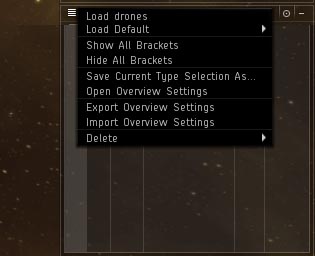 Load drones
Load Default
Show All Brackets
Hide All Brackets
Save Current Type Selection As...
Open Overview Settings
Export Overview Settings
Import Overview Settings
Delete